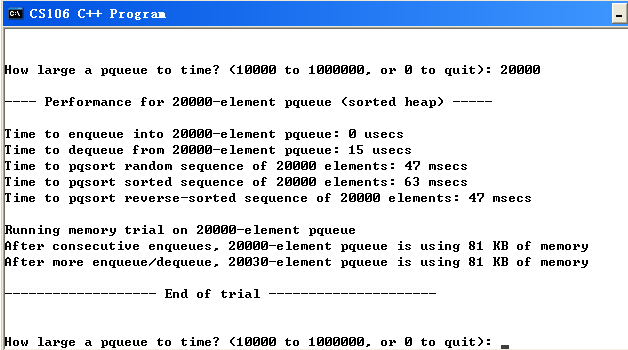 CS106 C++ Program
How large a pqueue to time? (10000 to 1000000, or 0 to quit): 20000
---- Performance for 20000-element pqueue (sorted heap) -----
Time to enqueue into 20000-element pqueue: 0 usecs
Time to dequeue from 20000-element pqueue: 15 usecs
Time to pqsort random sequence of 20000 elements: 47 msecs
Time to pqsort sorted sequence of 20000 elements: 63 msecs
Time to pqsort reverse-sorted sequence of 20000 elements: 47 msecs
Running memory trial on 20000-element pqueue
After consecutive enqueues, 20000-element pqueue is using 81 KB of memory
After more enqueue/dequeue, 20030-element pqueue is using 81 KB of memory
------------------- End of trial ---------------------
How large a pqueue to time? (10000 to 1000000, or 0 to quit):